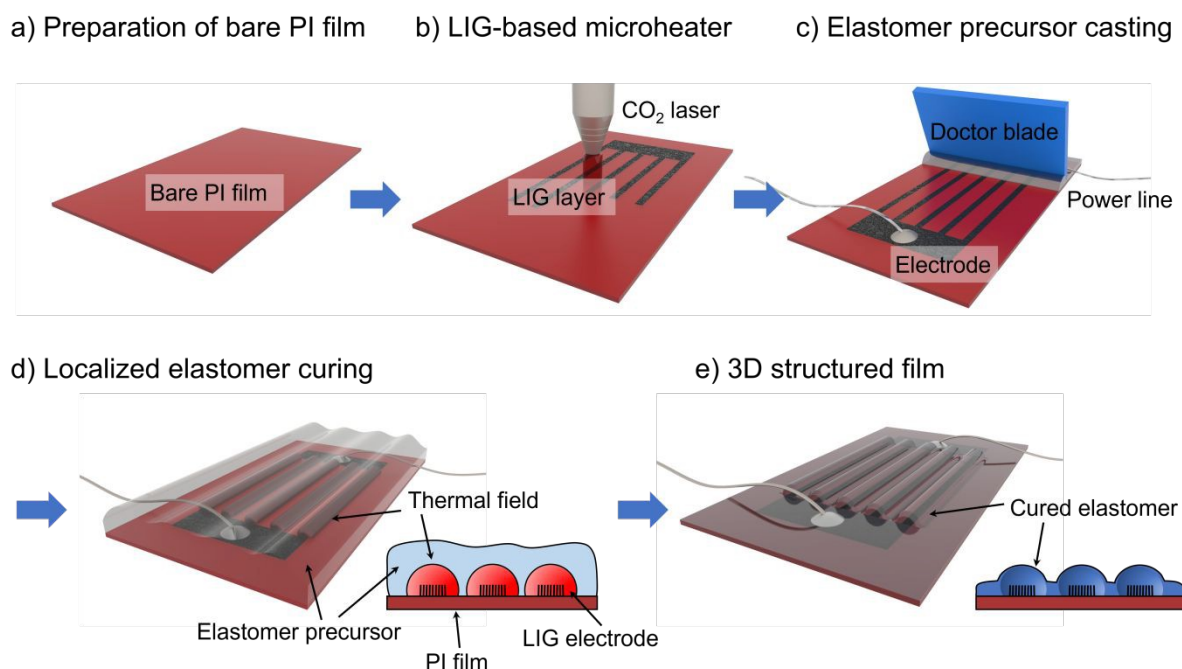 a) Preparation of bare PI film
b) LIG-based microheater
c) Elastomer precursor casting
Bare PI film
CO₂ laser
LIG layer
Doctor blade
Power line
Electrode
d) Localized elastomer curing
e) 3D structured film
Thermal field
Cured elastomer
Elastomer precursor
LIG electrode
PI film